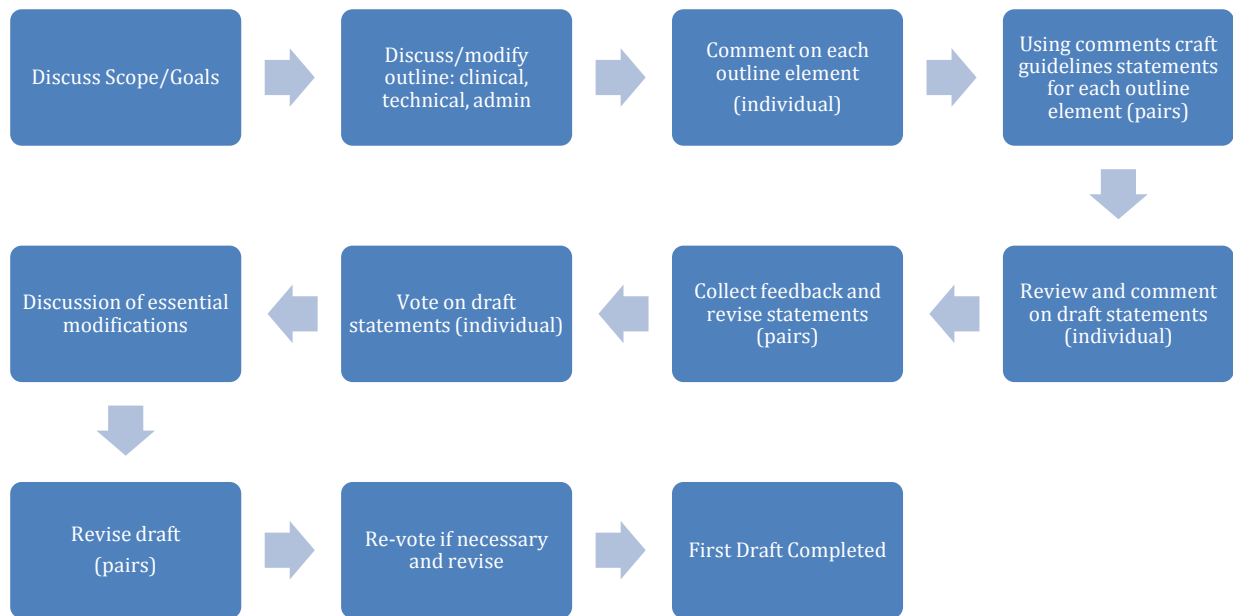 Discuss Scope/Goals
Discuss/modify
outline: clinical,
technical, admin
Comment on each
outline element
(individual)
Using comments craft
guidelines statements
for each outline
element (pairs)
Review and comment
on draft statements
(individual)
Collect feedback and
revise statements
(pairs)
Vote on draft
statements (individual)
Discussion of essential
modifications
Revise draft
(pairs)
Re-vote if necessary
and revise
First Draft Completed